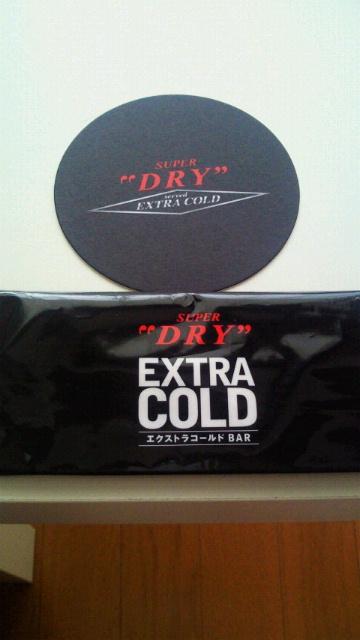 SUPER
“DRY”
served
EXTRA COLD
SUPER
“DRY”
EXTRA
COLD
エクストラコールド BAR